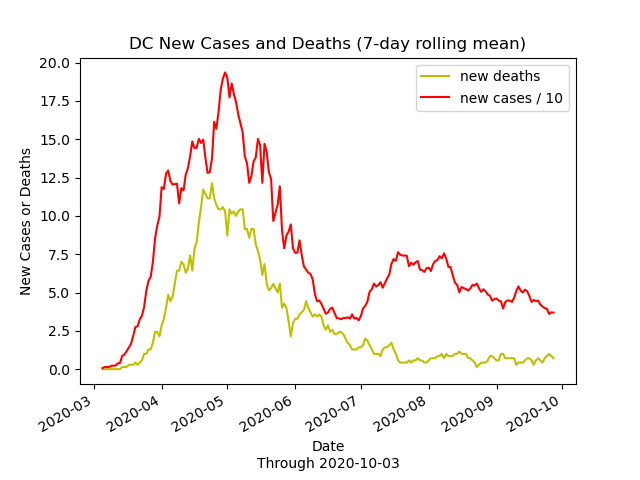 DC New Cases and Deaths (7-day rolling mean)
new deaths
new cases / 10
New Cases or Deaths
20.0
17.5
15.0
12.5
10.0
7.5
5.0
2.5
0.0
2020-03
2020-04
2020-05
2020-06
2020-07
2020-08
2020-09
2020-10
Date
Through 2020-10-03